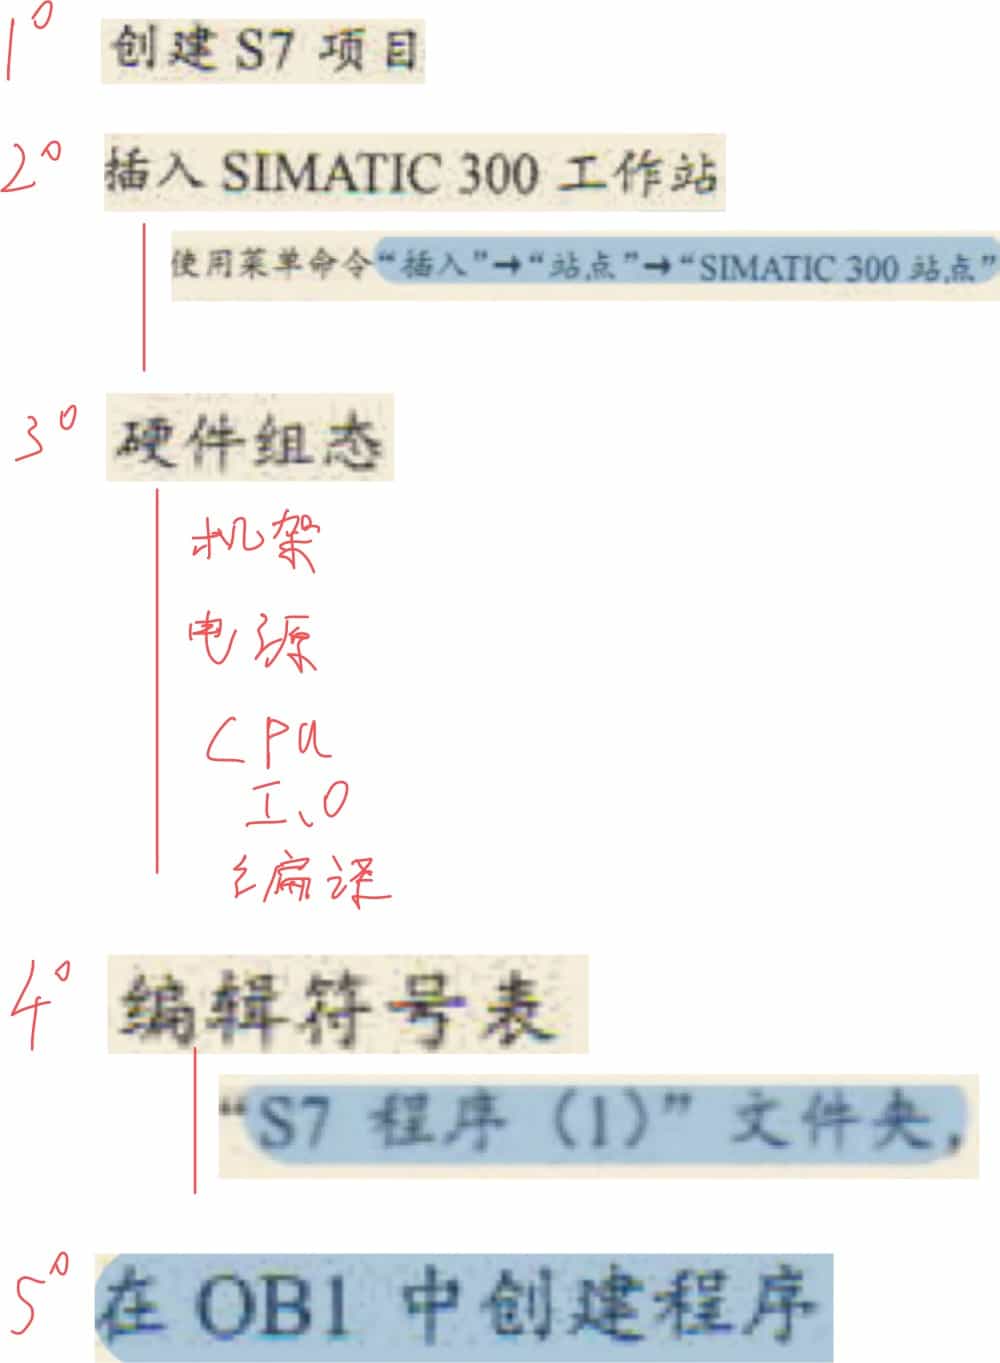 1° 创建 S7 项目
2° 插入 SIMATIC 300 工作站
使用菜单命令“插入”→“站点”→“SIMATIC 300 站点”
3° 硬件组态
机架
电源
CPU
I、O
编译
4° 编辑符号表
“S7 程序（1）”文件夹，
5° 在 OB1 中创建程序